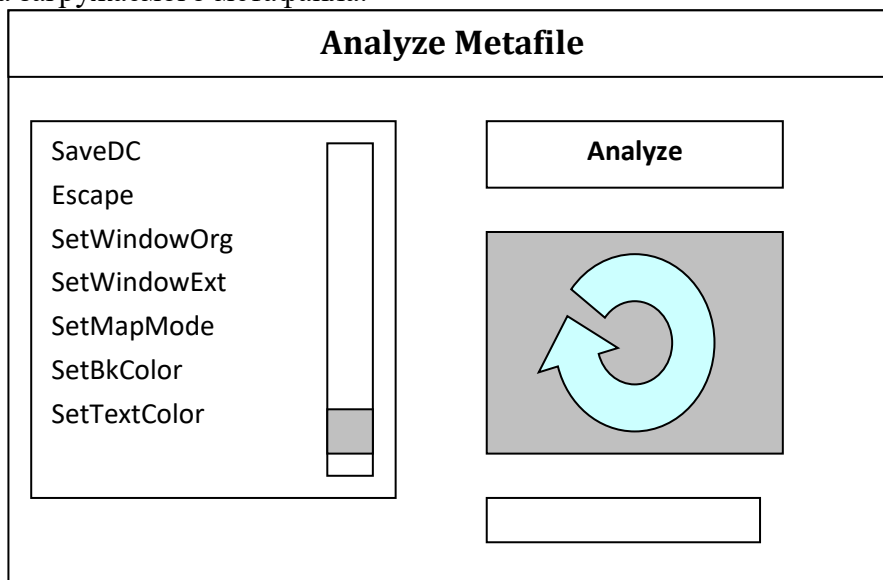 Analyze Metafile
SaveDC
Escape
SetWindowOrg
SetWindowExt
SetMapMode
SetBkColor
SetTextColor
Analyze